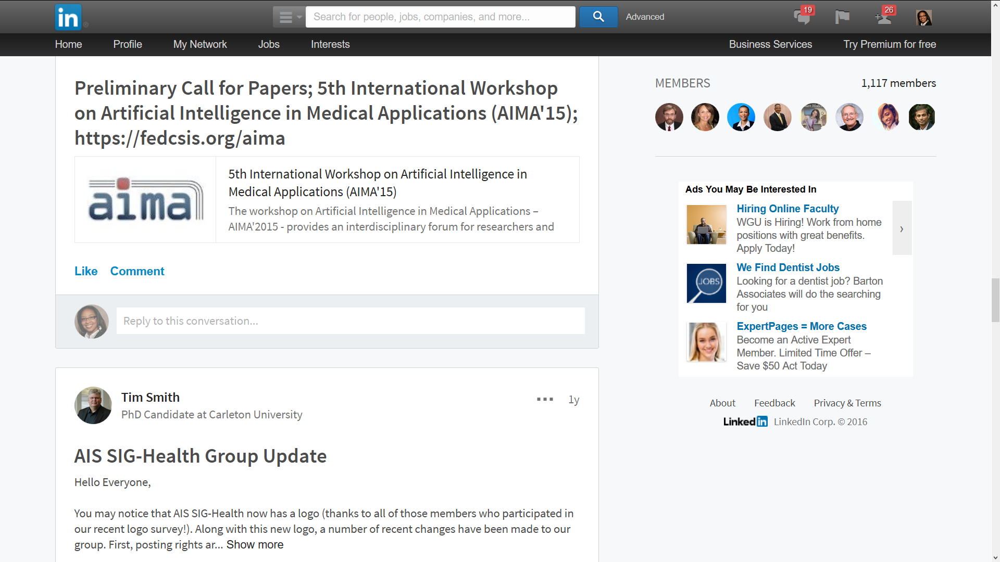 in
Search for people, jobs, companies, and more...
Advanced
19
26
Home
Profile
My Network
Jobs
Interests
Business Services
Try Premium for free
Preliminary Call for Papers; 5th International Workshop
on Artificial Intelligence in Medical Applications (AIMA'15);
https://fedcsis.org/aima
aima
5th International Workshop on Artificial Intelligence in
Medical Applications (AIMA'15)
The workshop on Artificial Intelligence in Medical Applications –
AIMA'2015 - provides an interdisciplinary forum for researchers and
Like
Comment
Reply to this conversation...
Tim Smith
1y
PhD Candidate at Carleton University
AIS SIG-Health Group Update
Hello Everyone,
You may notice that AIS SIG-Health now has a logo (thanks to all of those members who participated in
our recent logo survey!). Along with this new logo, a number of recent changes have been made to our
group. First, posting rights ar... Show more
MEMBERS
1,117 members
Ads You May Be Interested In
Hiring Online Faculty
WGU is Hiring! Work from home
positions with great benefits.
Apply Today!
JOBS
We Find Dentist Jobs
Looking for a dentist job? Barton
Associates will do the searching
for you
ExpertPages = More Cases
Become an Active Expert
Member. Limited Time Offer –
Save $50 Act Today
About
Feedback
Privacy & Terms
Linked in LinkedIn Corp. © 2016